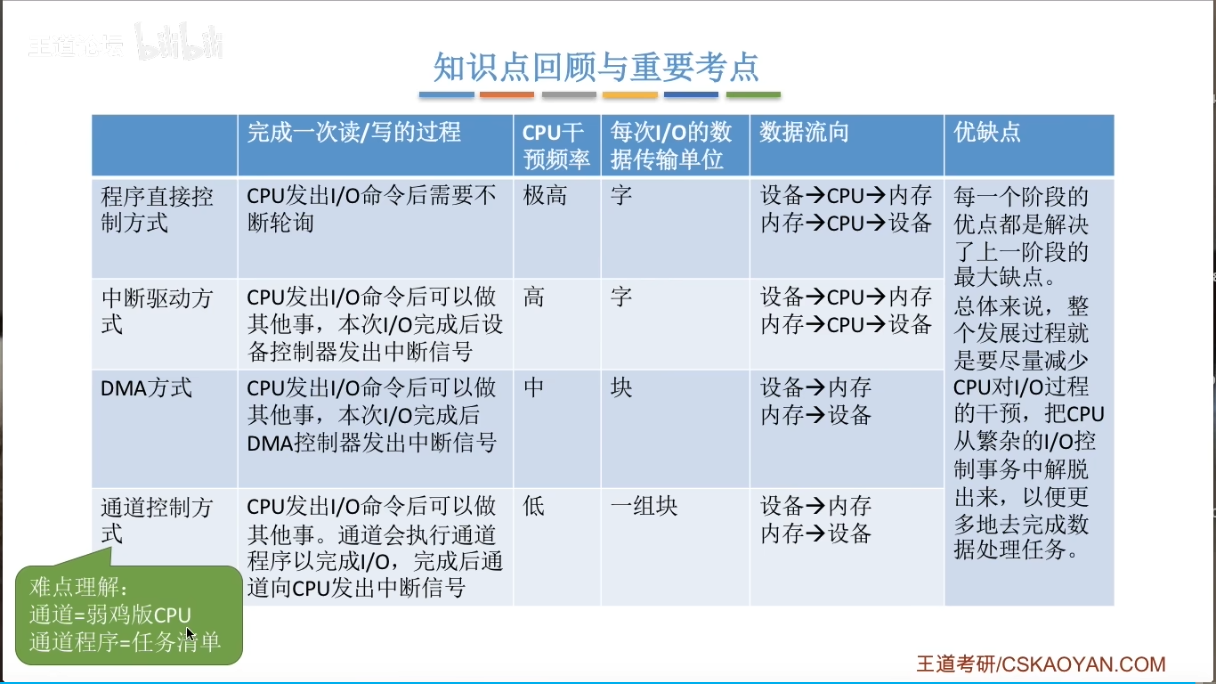 王道论坛 bilibili
知识点回顾与重要考点
完成一次读/写的过程
CPU干
预频率
每次I/O的数
据传输单位
数据流向
优缺点
程序直接控
制方式
CPU发出I/O命令后需要不
断轮询
极高
字
设备→CPU→内存
内存→CPU→设备
每一个阶段的
优点都是解决
了上一阶段的
最大缺点。
总体来说，整
个发展过程就
是要尽量减少
CPU对I/O过程
的干预，把CPU
从繁杂的I/O控
制事务中解脱
出来，以便更
多地去完成数
据处理任务。
中断驱动方
式
CPU发出I/O命令后可以做
其他事，本次I/O完成后设
备控制器发出中断信号
高
字
设备→CPU→内存
内存→CPU→设备
DMA方式
CPU发出I/O命令后可以做
其他事，本次I/O完成后
DMA控制器发出中断信号
中
块
设备→内存
内存→设备
通道控制方
式
CPU发出I/O命令后可以做
其他事。通道会执行通道
程序以完成I/O，完成后通
道向CPU发出中断信号
低
一组块
设备→内存
内存→设备
难点理解：
通道=弱鸡版CPU
通道程序=任务清单
王道考研/CSKAOYAN.COM